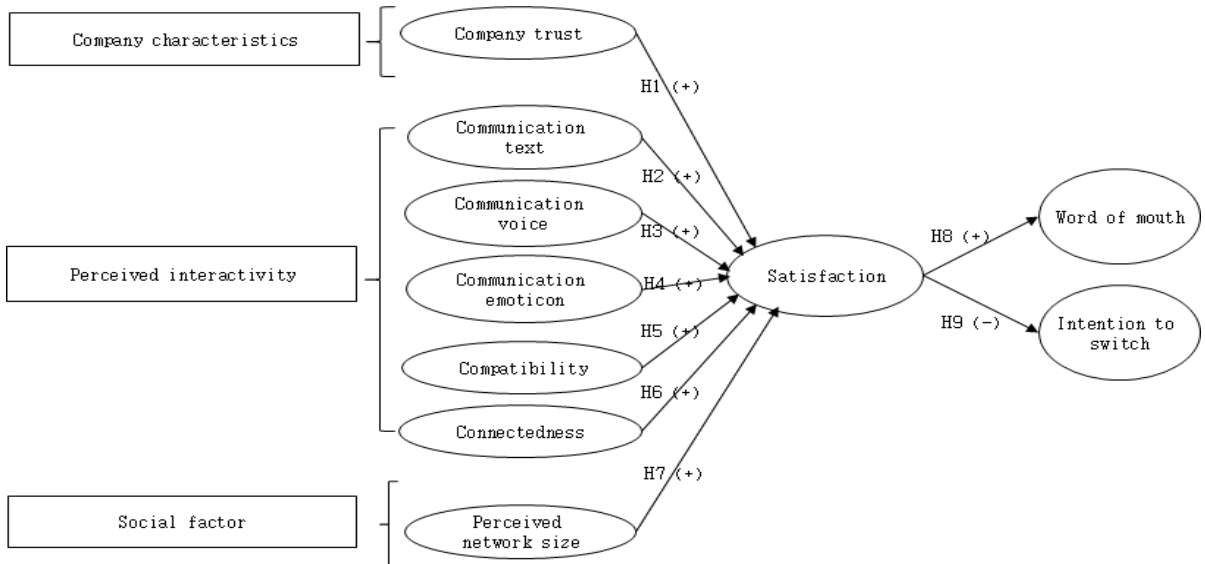 Company characteristics
Company trust
H1 (+)
Communication
text
H2 (+)
Communication
voice
H3 (+)
Perceived interactivity
Communication
emoticon
H4 (+)
Compatibility
H5 (+)
Connectedness
H6 (+)
Social factor
Perceived
network size
H7 (+)
Satisfaction
H8 (+)
Word of mouth
H9 (-)
Intention to
switch